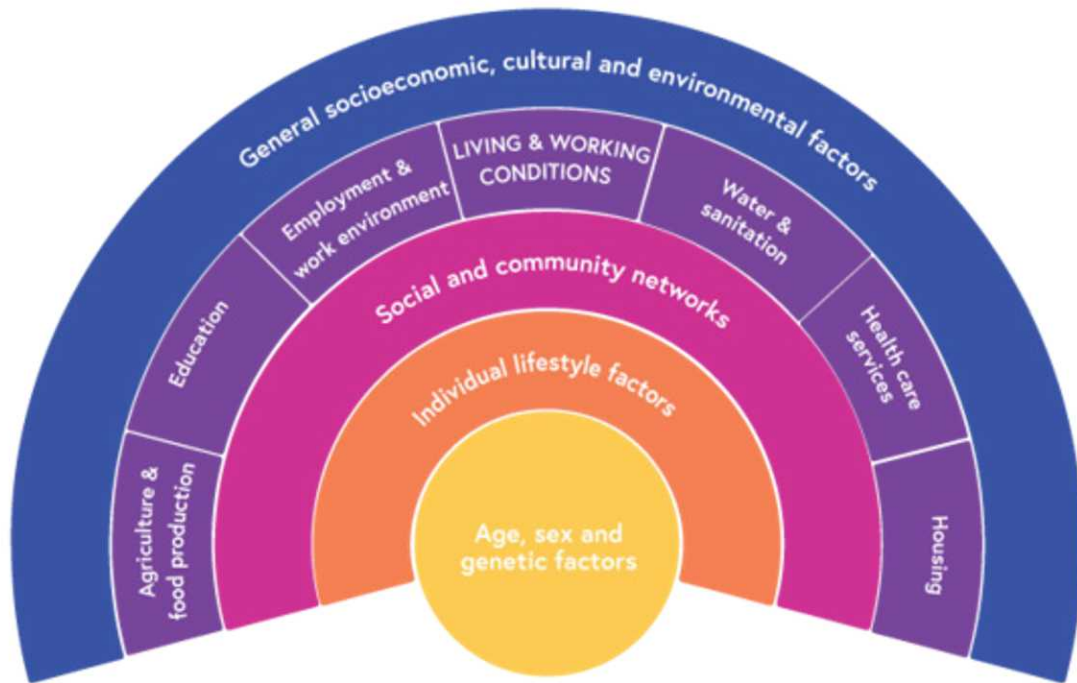 General socioeconomic, cultural and environmental factors
Agriculture &
food production
Education
Employment &
work environment
LIVING & WORKING
CONDITIONS
Water &
sanitation
Health care
services
Housing
Social and community networks
Individual lifestyle factors
Age, sex and
genetic factors